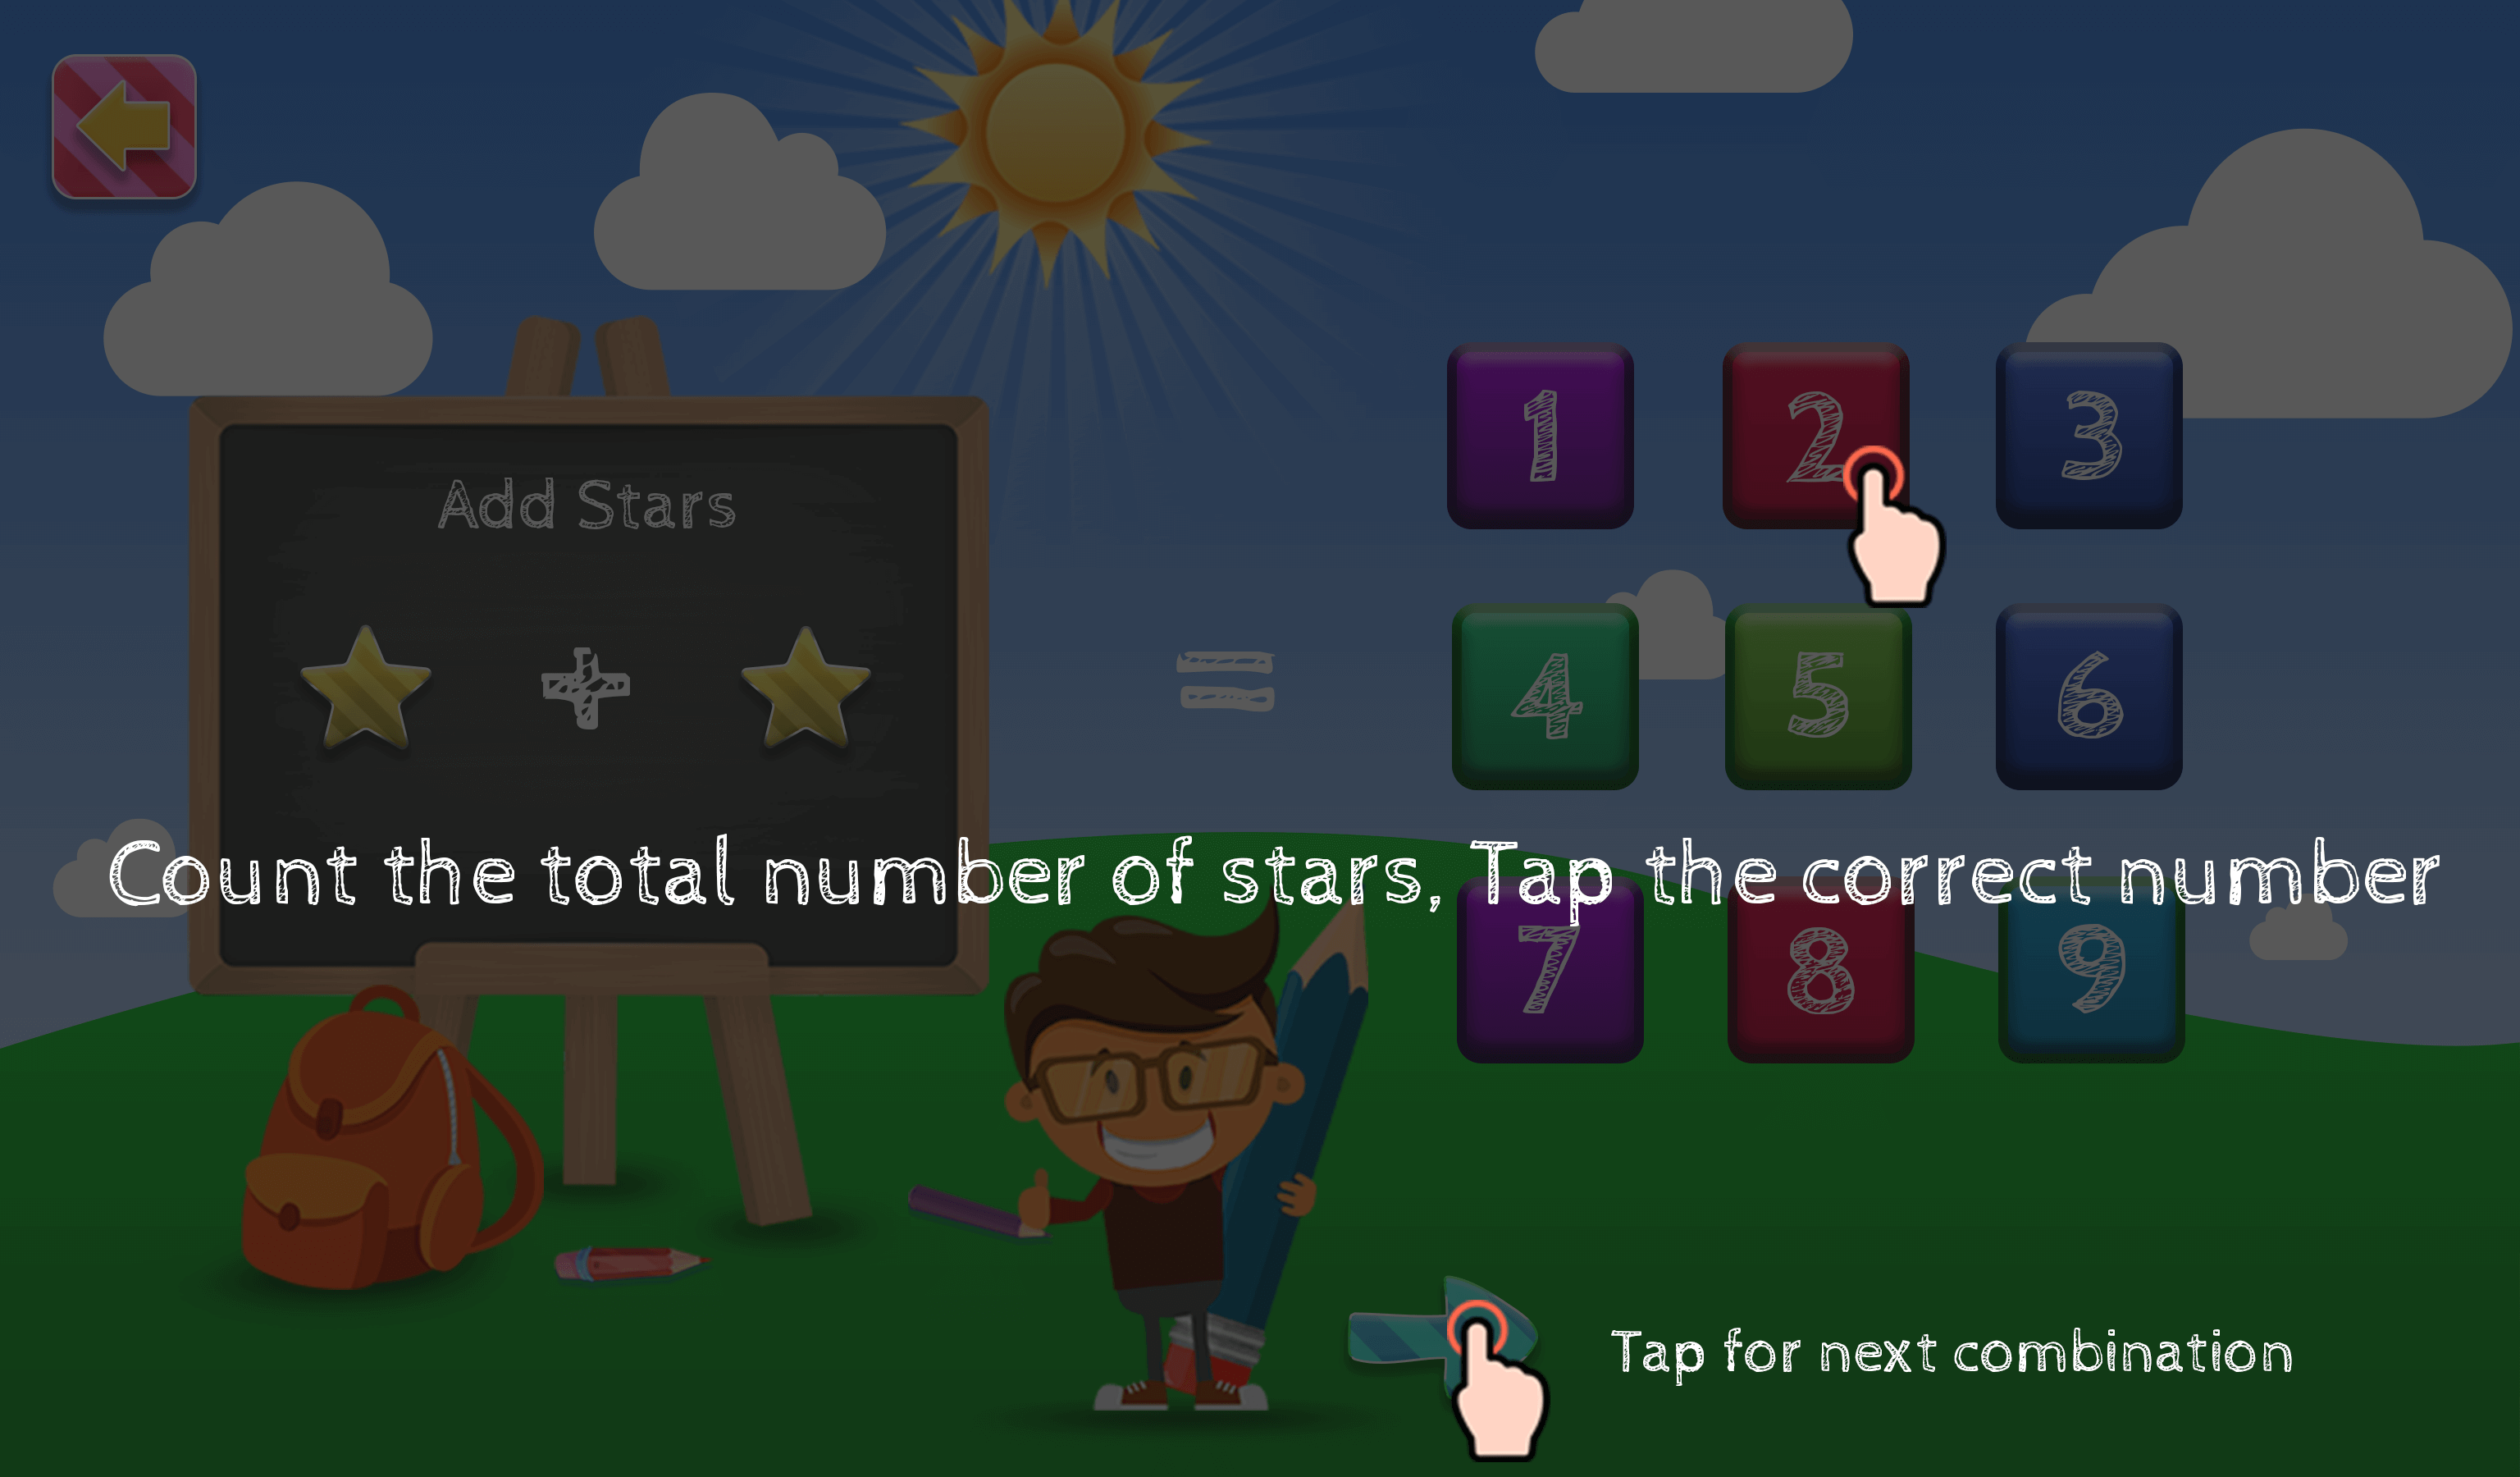 Add Stars
+
=
1 2 3
4 5 6
Count the total number of stars, Tap the correct number
7 8 9
Tap for next combination